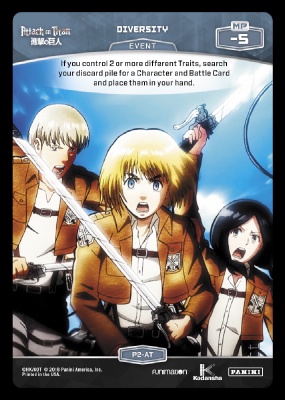 Attack on Titan
進撃の巨人
DIVERSITY
MP
-5
EVENT
If you control 2 or more different Traits, search
your discard pile for a Character and Battle Card
and place them in your hand.
P2-AT
©HK/AOT © 2018 Panini America, Inc.
Printed in the USA.
FUNIMATION
K
Kodansha
PANINI